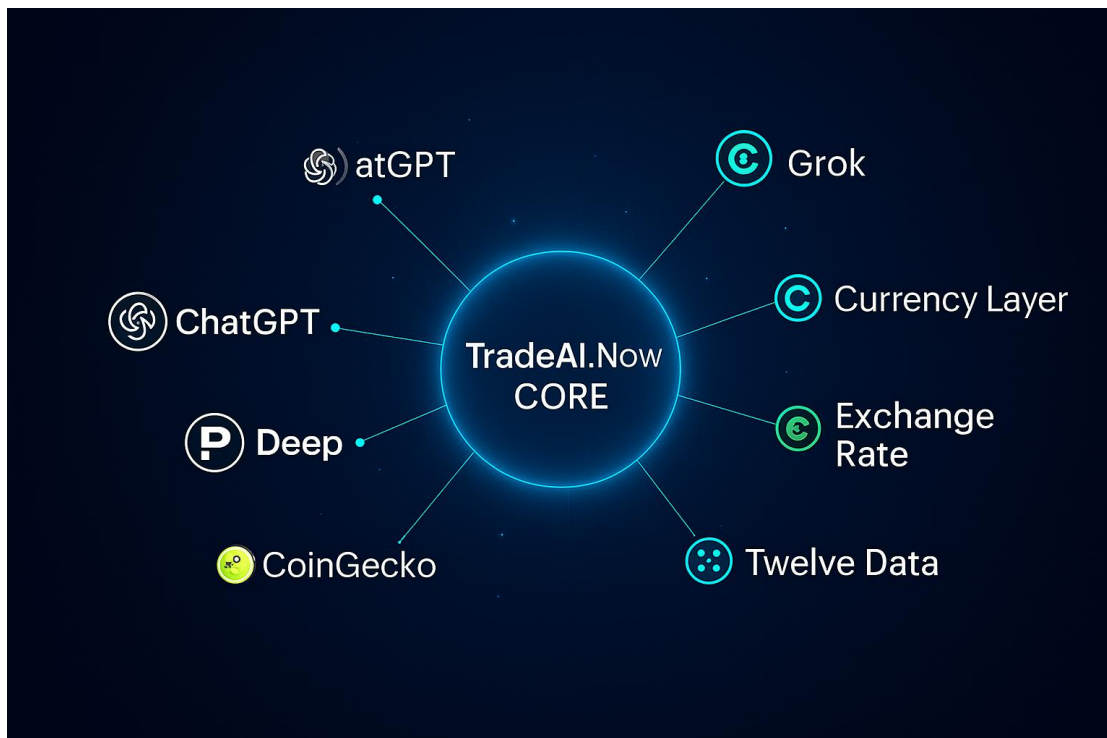 atGPT
Grok
ChatGPT
Currency Layer
TradeAI.Now
CORE
Deep
Exchange
Rate
CoinGecko
Twelve Data